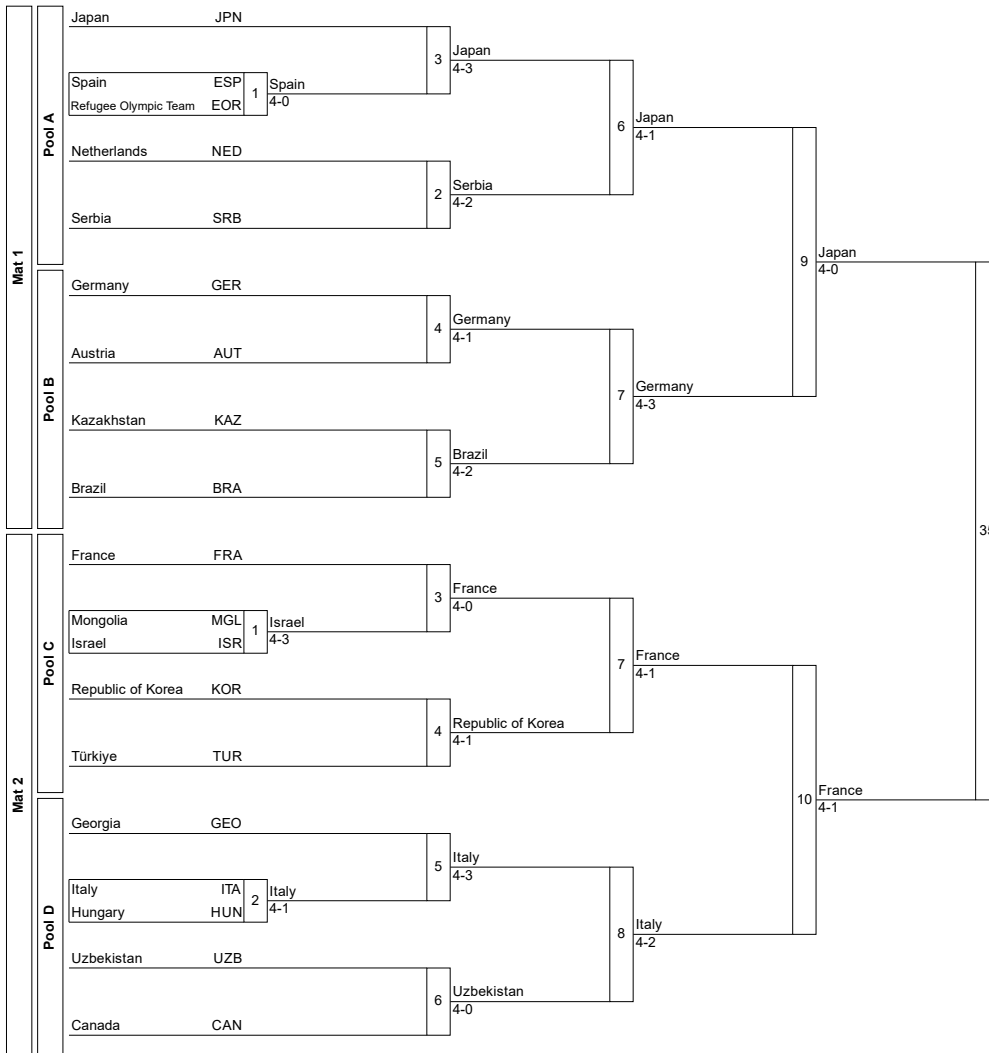 Mat 1
Pool A
Japan JPN
3
Japan
4-3
Spain ESP
Refugee Olympic Team EOR
1
Spain
4-0
6
Japan
4-1
Netherlands NED
2
Serbia
4-2
Serbia SRB
9
Japan
4-0
Pool B
Germany GER
4
Germany
4-1
Austria AUT
7
Germany
4-3
Kazakhstan KAZ
5
Brazil
4-2
Brazil BRA
35
Mat 2
Pool C
France FRA
3
France
4-0
Mongolia MGL
Israel ISR
1
Israel
4-3
7
France
4-1
Republic of Korea KOR
4
Republic of Korea
4-1
Türkiye TUR
10
France
4-1
Pool D
Georgia GEO
5
Italy
4-3
Italy ITA
Hungary HUN
2
Italy
4-1
8
Italy
4-2
Uzbekistan UZB
6
Uzbekistan
4-0
Canada CAN